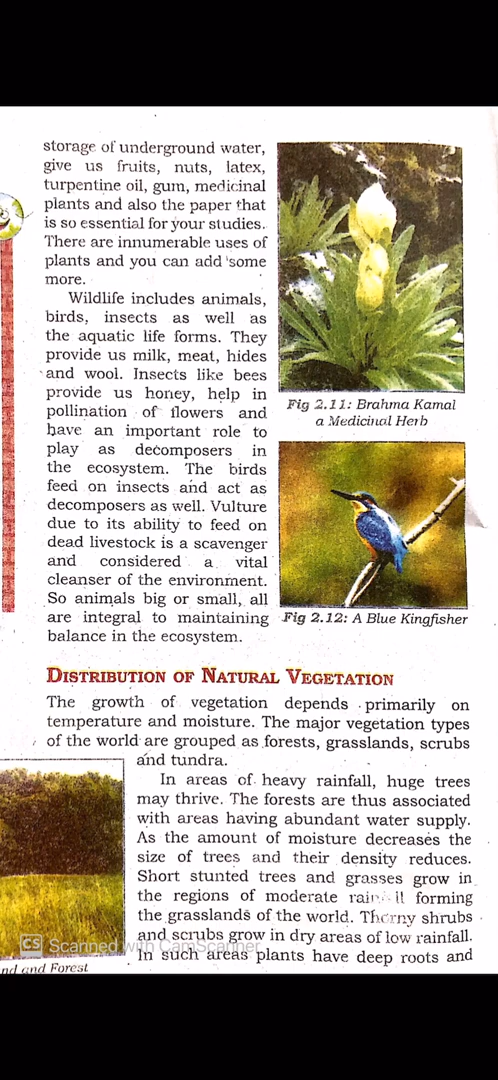 storage of underground water,
give us fruits, nuts, latex,
turpentine oil, gum, medicinal
plants and also the paper that
is so essential for your studies.
There are innumerable uses of
plants and you can add some
more.
Wildlife includes animals,
birds, insects as well as
the aquatic life forms. They
provide us milk, meat, hides
and wool. Insects like bees
provide us honey, help in
pollination of flowers and
have an important role to
play as decomposers in
the ecosystem. The birds
feed on insects and act as
decomposers as well. Vulture
due to its ability to feed on
dead livestock is a scavenger
and considered a vital
cleanser of the environment.
So animals big or small, all
are integral to maintaining
balance in the ecosystem.
Fig 2.11: Brahma Kamal
a Medicinal Herb
Fig 2.12: A Blue Kingfisher
DISTRIBUTION OF NATURAL VEGETATION
The growth of vegetation depends primarily on
temperature and moisture. The major vegetation types
of the world are grouped as forests, grasslands, scrubs
and tundra.
In areas of heavy rainfall, huge trees
may thrive. The forests are thus associated
with areas having abundant water supply.
As the amount of moisture decreases the
size of trees and their density reduces.
Short stunted trees and grasses grow in
the regions of moderate forming
the grasslands of the world. Thorny shrubs
and scrubs grow in dry areas of low rainfall.
In such areas plants have deep roots and
and Forest
CS Scanned with CamScanner